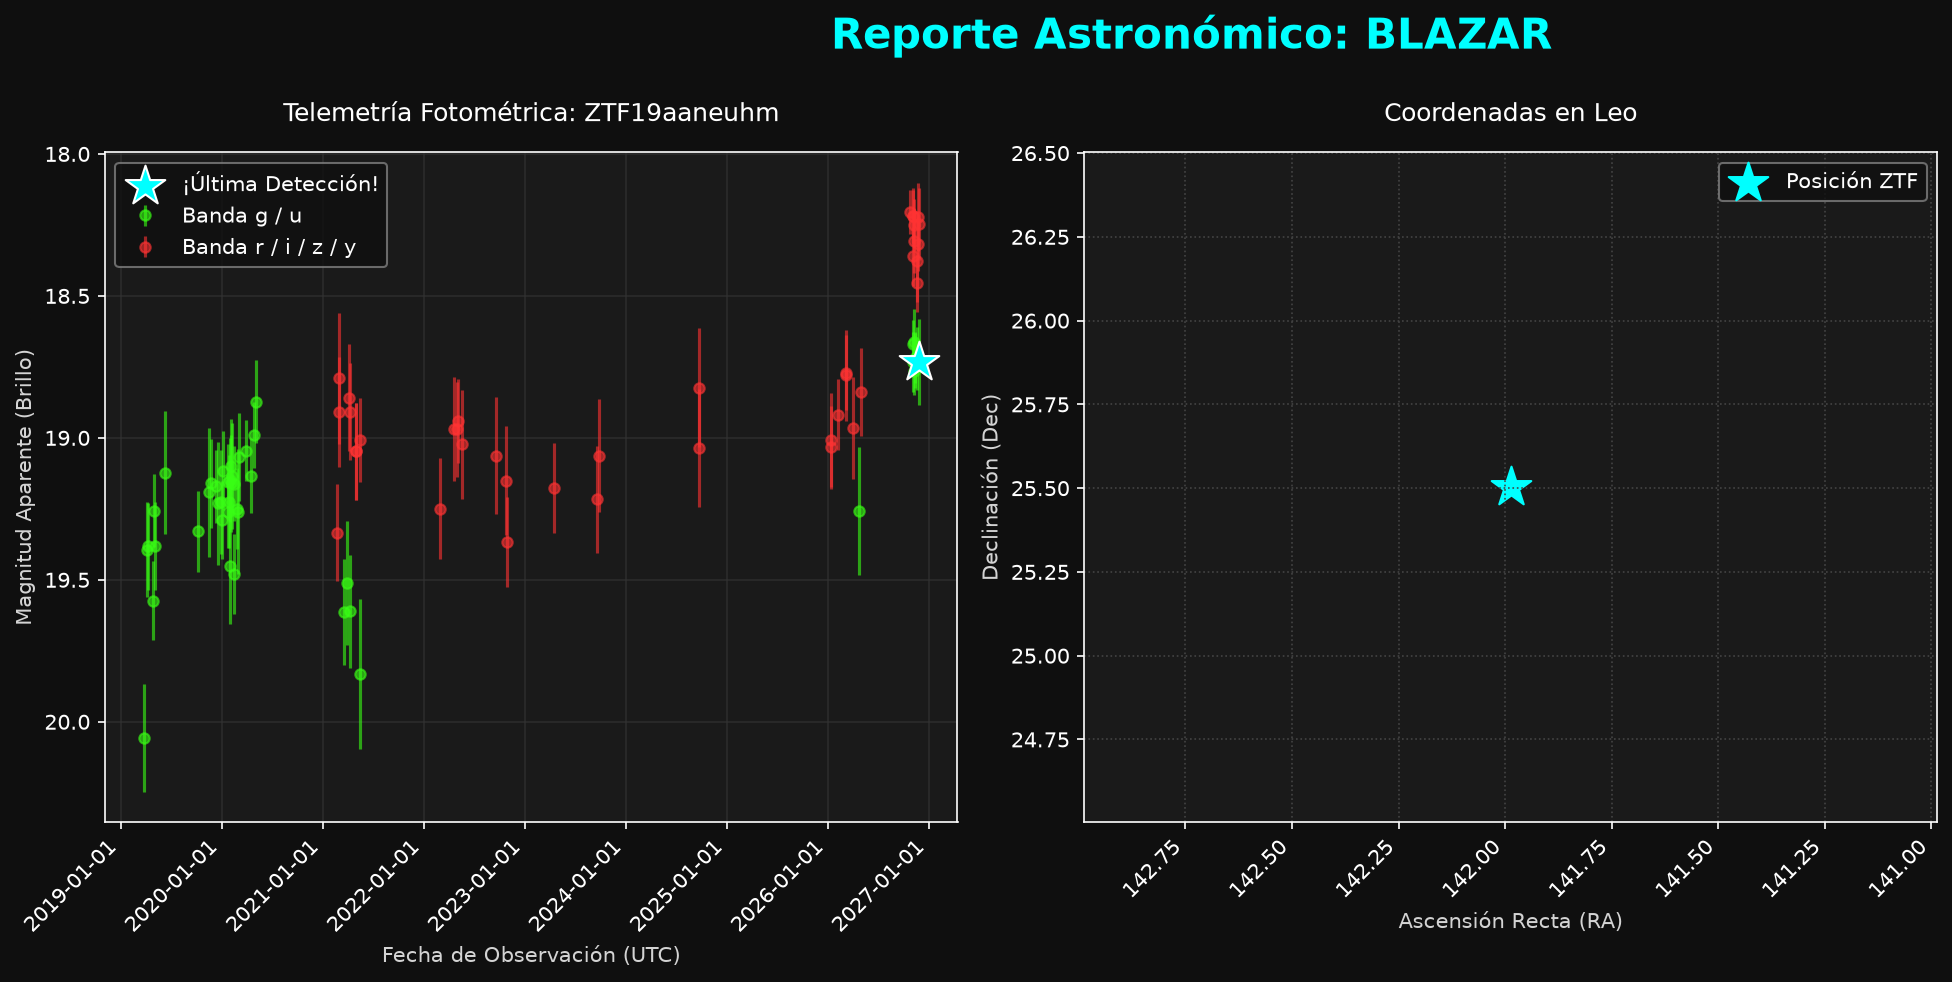 Reporte Astronómico: BLAZAR
Telemetría Fotométrica: ZTF19aaneuhm
¡Última Detección!
Banda g / u
Banda r / i / z / y
Magnitud Aparente (Brillo)
18.0
18.5
19.0
19.5
20.0
2019-01-01
2020-01-01
2021-01-01
2022-01-01
2023-01-01
2024-01-01
2025-01-01
2026-01-01
2027-01-01
Fecha de Observación (UTC)
Coordenadas en Leo
Posición ZTF
Declinación (Dec)
26.50
26.25
26.00
25.75
25.50
25.25
25.00
24.75
142.75
142.50
142.25
142.00
141.75
141.50
141.25
141.00
Ascensión Recta (RA)